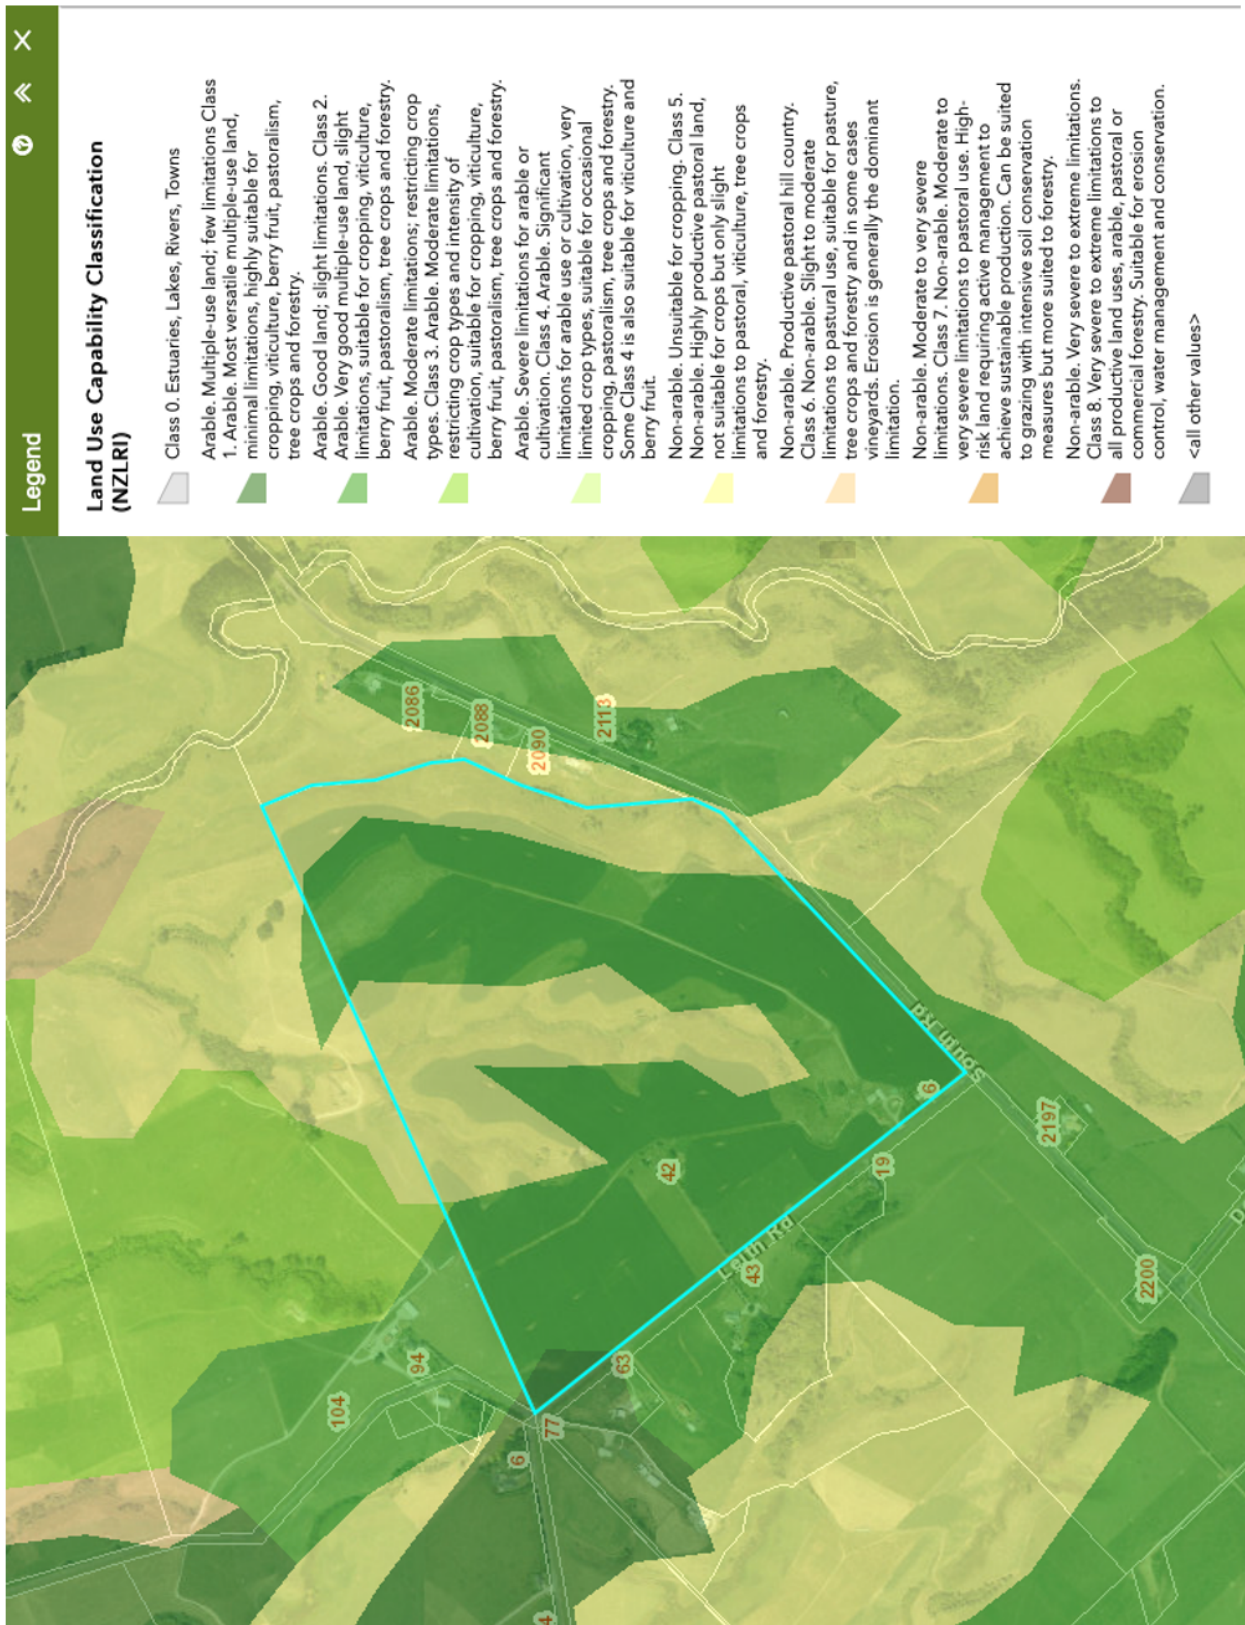 Legend
Land Use Capability Classification
(NZLRI)
Class 0. Estuaries, Lakes, Rivers, Towns
Arable. Multiple-use land; few limitations Class
1. Arable. Most versatile multiple-use land,
minimal limitations, highly suitable for
cropping, viticulture, berry fruit, pastoralism,
tree crops and forestry.
Arable. Good land; slight limitations. Class 2.
Arable. Very good multiple-use land, slight
limitations, suitable for cropping, viticulture,
berry fruit, pastoralism, tree crops and forestry.
Arable. Moderate limitations; restricting crop
types. Class 3. Arable. Moderate limitations,
restricting crop types and intensity of
cultivation, suitable for cropping, viticulture,
berry fruit, pastoralism, tree crops and forestry.
Arable. Severe limitations for arable or
cultivation. Class 4. Arable. Significant
limitations for arable use or cultivation, very
limited crop types, suitable for occasional
cropping, pastoralism, tree crops and forestry.
Some Class 4 is also suitable for viticulture and
berry fruit.
Non-arable. Unsuitable for cropping. Class 5.
Non-arable. Highly productive pastoral land,
not suitable for crops but only slight
limitations to pastoral, viticulture, tree crops
and forestry.
Non-arable. Productive pastoral hill country.
Class 6. Non-arable. Slight to moderate
limitations to pastoral use, suitable for pasture,
tree crops and forestry and in some cases
vineyards. Erosion is generally the dominant
limitation.
Non-arable. Moderate to very severe
limitations. Class 7. Non-arable. Moderate to
very severe limitations to pastoral use. High-
risk land requiring active management to
achieve sustainable production. Can be suited
to grazing with intensive soil conservation
measures but more suited to forestry.
Non-arable. Very severe to extreme limitations.
Class 8. Very severe to extreme limitations to
all productive land uses, arable, pastoral or
commercial forestry. Suitable for erosion
control, water management and conservation.
<all other values>
2086
2088
2090
2113
104
94
6
77
4
63
42
43
Leith Rd
19
6
South Rd
2197
2200